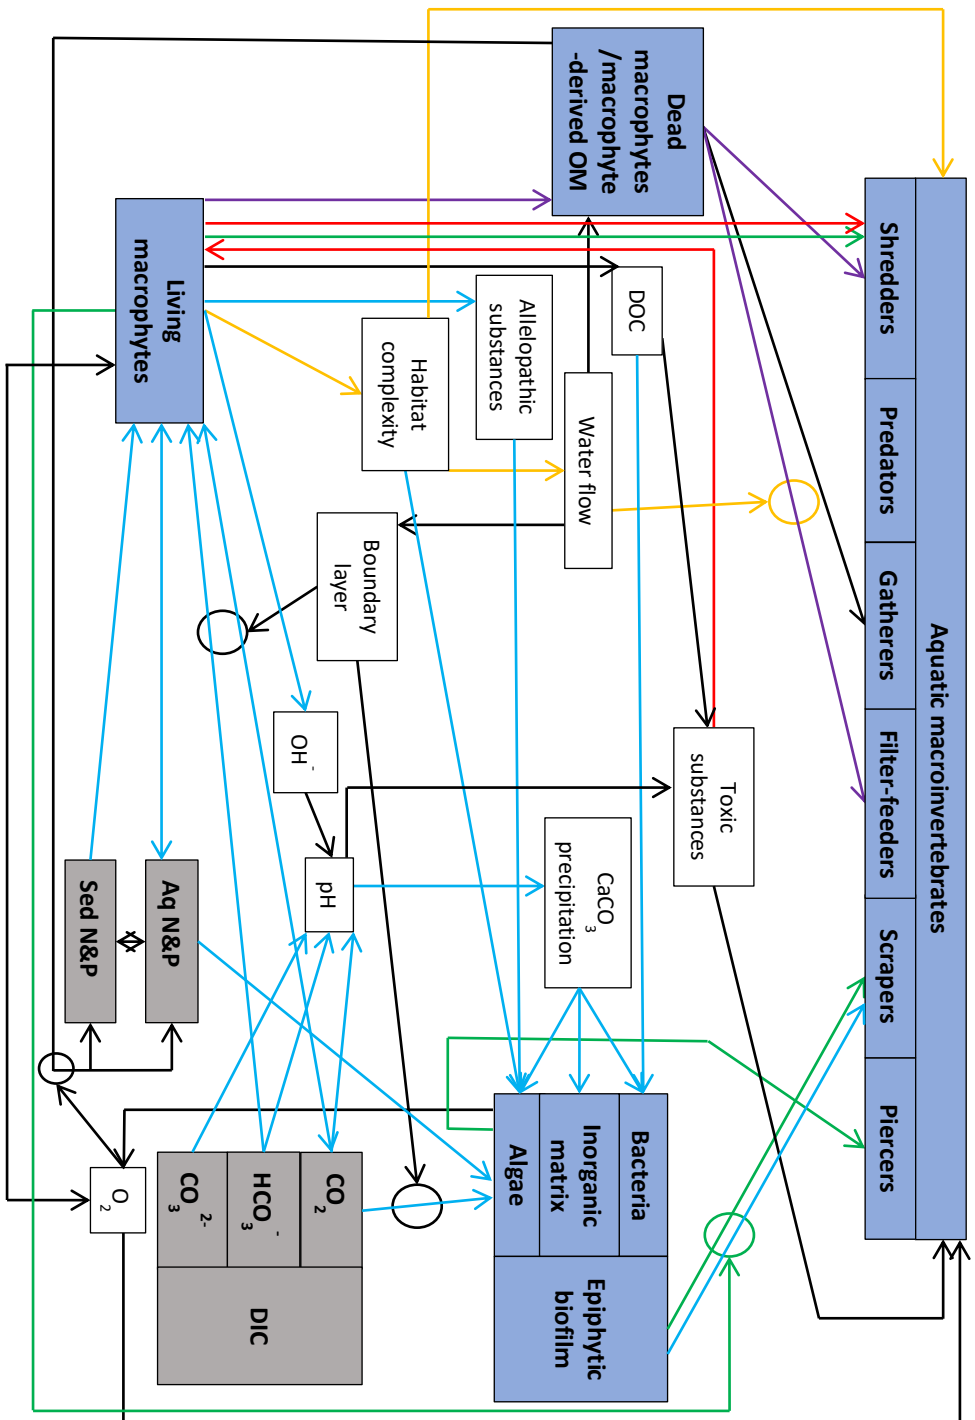 Aquatic macroinvertebrates
Shredders
Predators
Gatherers
Filter-feeders
Scrapers
Piercers
Dead
macrophytes
/macrophyte
-derived OM
DOC
Toxic
substances
Water flow
Allelopathic
substances
CaCO₃
precipitation
Bacteria
Inorganic
matrix
Algae
Epiphytic
biofilm
Habitat
complexity
Boundary
layer
OH⁻
pH
CO₂
HCO₃⁻
CO₃²⁻
DIC
Living
macrophytes
Aq N&P
Sed N&P
O₂